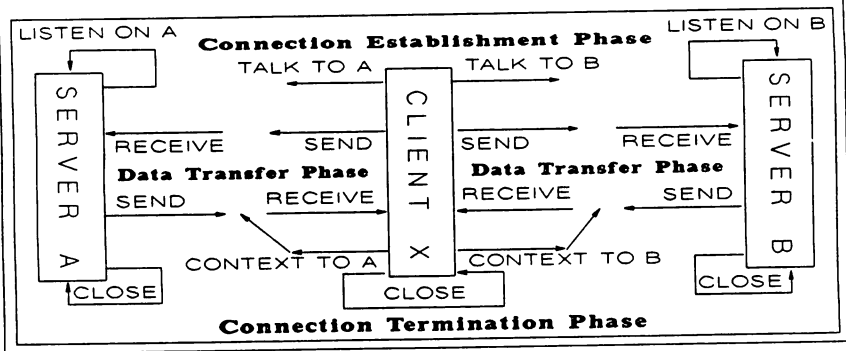 LISTEN ON A
Connection Establishment Phase
LISTEN ON B
TALK TO A
TALK TO B
SERVER A
CLIENT X
SERVER B
RECEIVE
SEND
SEND
RECEIVE
Data Transfer Phase
Data Transfer Phase
SEND
RECEIVE
RECEIVE
SEND
CONTEXT TO A
CONTEXT TO B
CLOSE
CLOSE
CLOSE
Connection Termination Phase